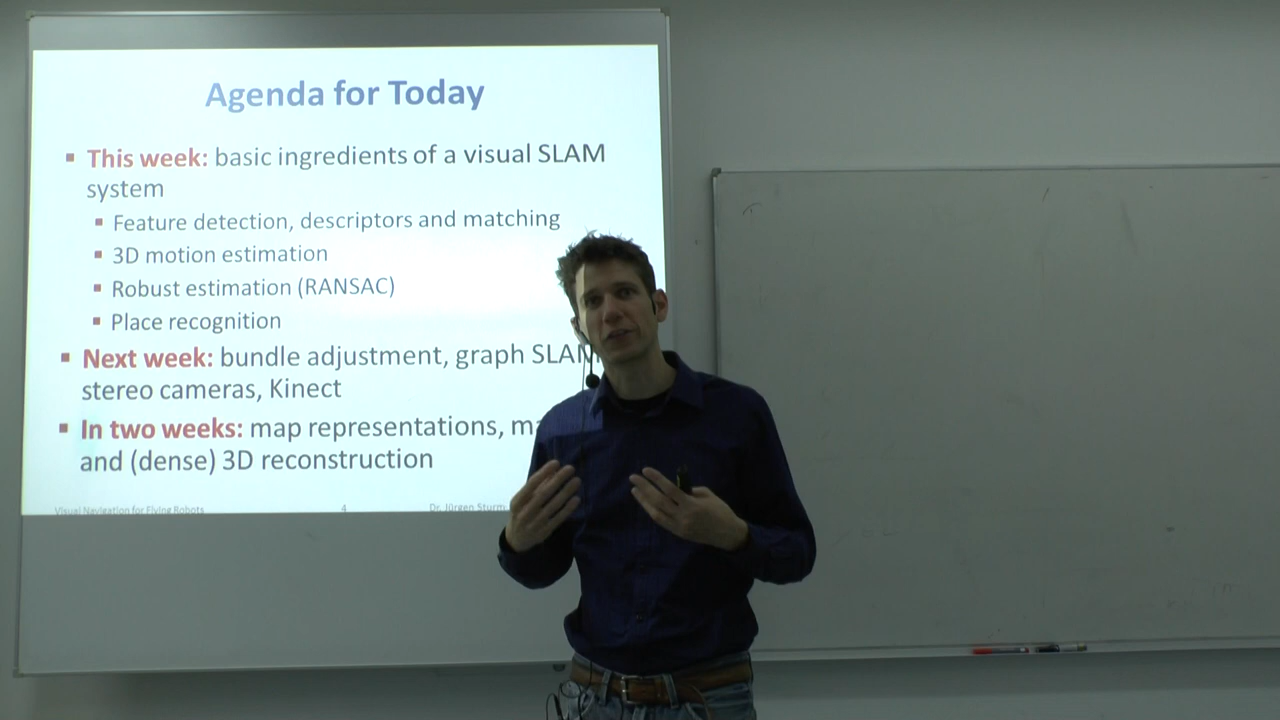 Agenda for Today
This week: basic ingredients of a visual SLAM
system
Feature detection, descriptors and matching
3D motion estimation
Robust estimation (RANSAC)
Place recognition
Next week: bundle adjustment, graph SLAM
stereo cameras, Kinect
In two weeks: map representations,
and (dense) 3D reconstruction
Visual Navigation for Flying Robots 4 Dr. Jürgen Sturm